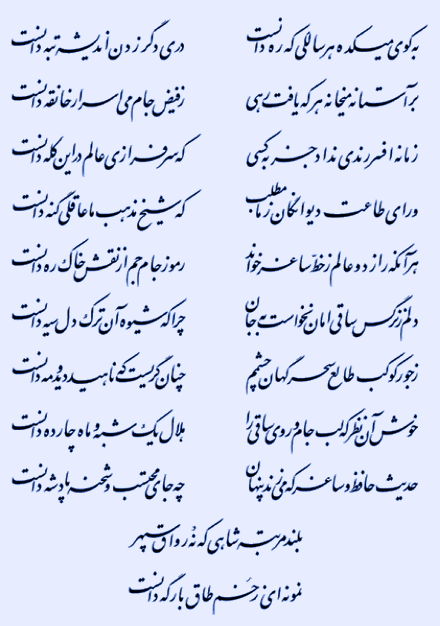 به کوی میکده هر سالکی که ره دانست دری دگر زدن اندیشه تبه دانست
بر آستانه میخانه هر که یافت رهی ز فیض جام می اسرار خانقه دانست
زمانه افسر رندی نداد جز به کسی که سرفرازی عالم در این کله دانست
ورای طاعت دیوانگان ز ما مطلب که شیخ مذهب ما عاقلی گنه دانست
هر آنکه راز دو عالم ز خط ساغر خواند رموز جام جم از نقش خاک ره دانست
دلم ز نرگس ساقی امان نخواست به جان چرا که شیوه آن ترک دل سیه دانست
ز جور کوکب طالع سحرگهان چشمم چنان گریست که ناهید دید و مه دانست
خوش آن نظر که لب جام و روی ساقی را هلال یک شبه و ماه چارده دانست
حدیث حافظ و ساغر که می‌زند پنهان چه جای محتسب و شحنه پادشه دانست
بلندمرتبه شاهی که نُه رواق سپهر
نمونه‌ای ز خَم طاق بارگه دانست